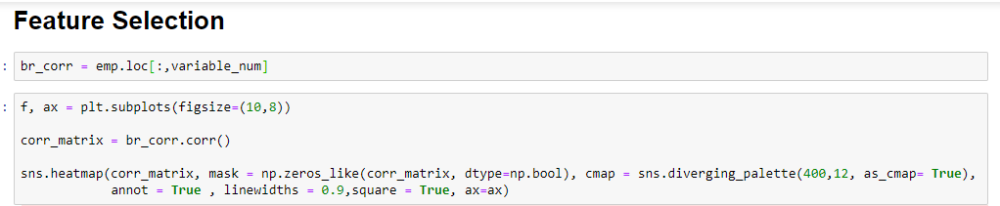 Feature Selection
: br_corr = emp.loc[:,variable_num]
: f, ax = plt.subplots(figsize=(10,8))
corr_matrix = br_corr.corr()
sns.heatmap(corr_matrix, mask = np.zeros_like(corr_matrix, dtype=np.bool), cmap = sns.diverging_palette(400,12, as_cmap= True),
annot = True , linewidths = 0.9,square = True, ax=ax)